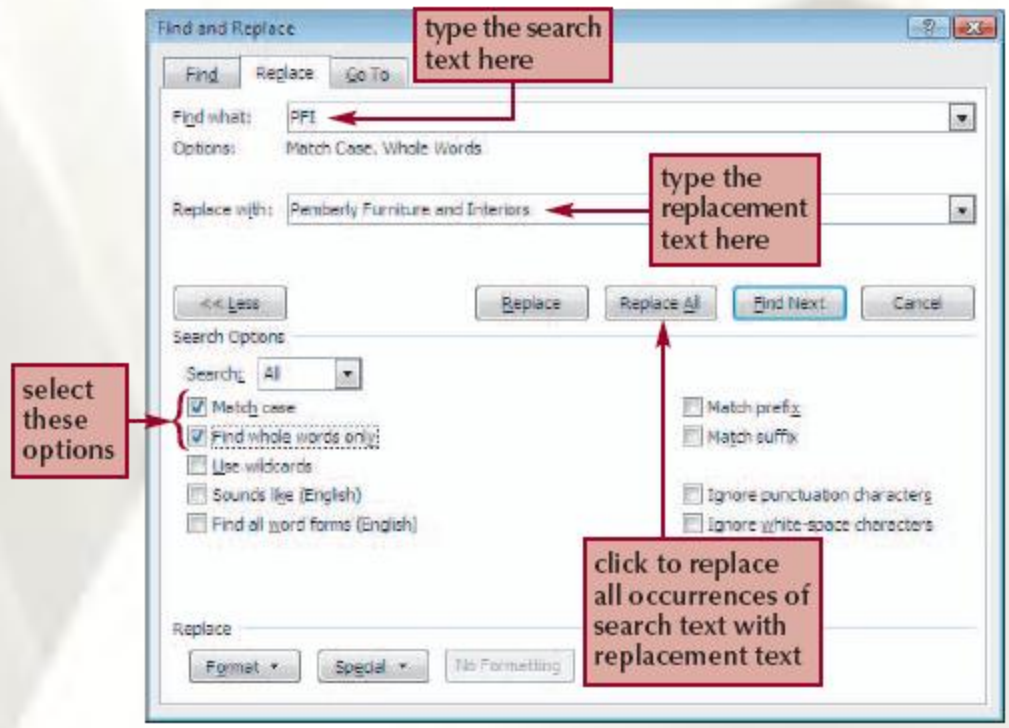 Find and Replace
type the search
text here
Find Replace Go To
Find what: PFI
Options: Match Case, Whole Words
type the
replacement
text here
Replace with: Pemberly Furniture and Interiors
<< Less Replace Replace All Find Next Cancel
Search Options
Search: All
select
these
options
Match case Match prefix
Find whole words only Match suffix
Use wildcards
Sounds like (English) Ignore punctuation characters
Find all word forms (English) Ignore white-space characters
click to replace
all occurrences of
search text with
replacement text
Replace
Format Special No Formatting